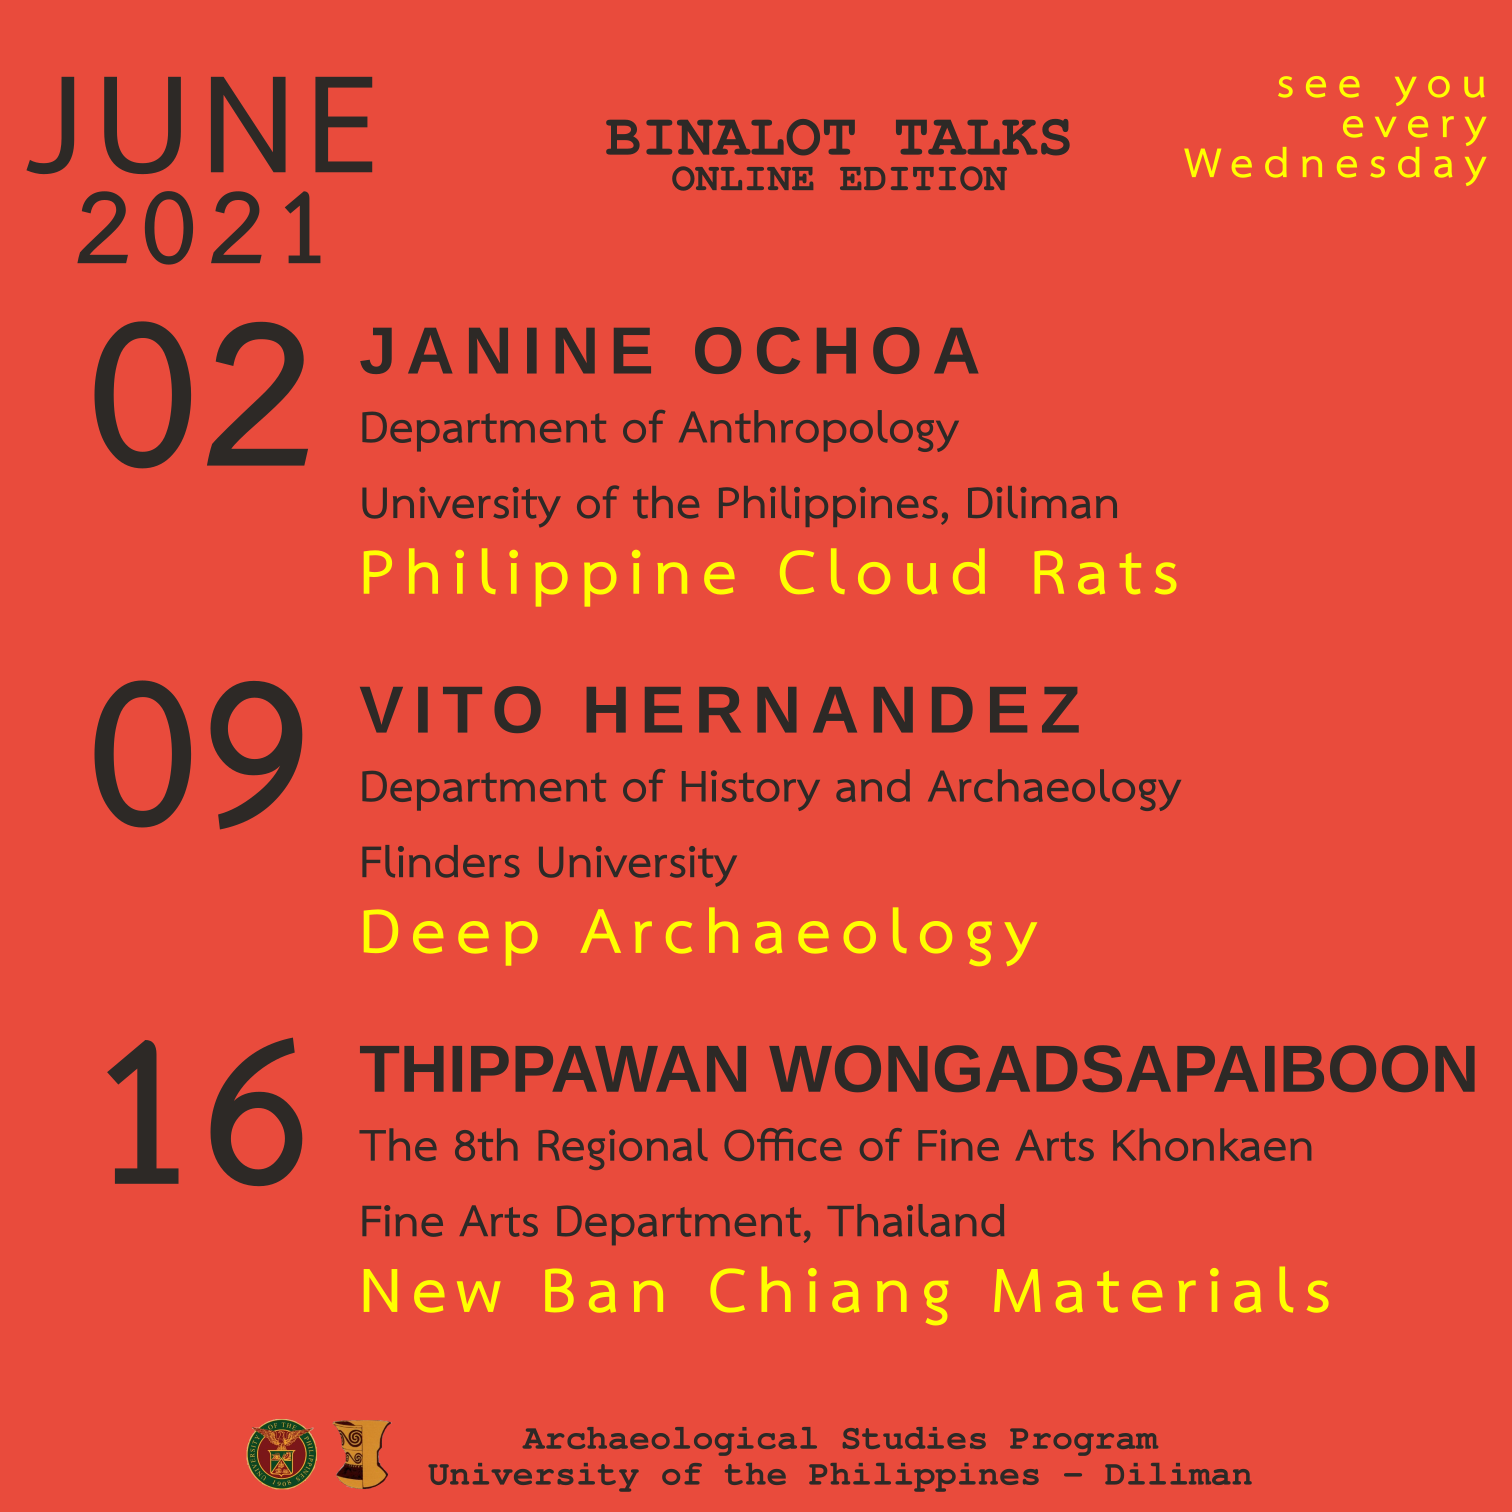 JUNE
2021
BINALOT TALKS
ONLINE EDITION
see you
every
Wednesday
02
JANINE OCHOA
Department of Anthropology
University of the Philippines, Diliman
Philippine Cloud Rats
09
VITO HERNANDEZ
Department of History and Archaeology
Flinders University
Deep Archaeology
16
THIPPAWAN WONGADSAPAIBOON
The 8th Regional Office of Fine Arts Khonkaen
Fine Arts Department, Thailand
New Ban Chiang Materials
UNIVERSITY OF THE PHILIPPINES
1908
Archaeological Studies Program
University of the Philippines – Diliman